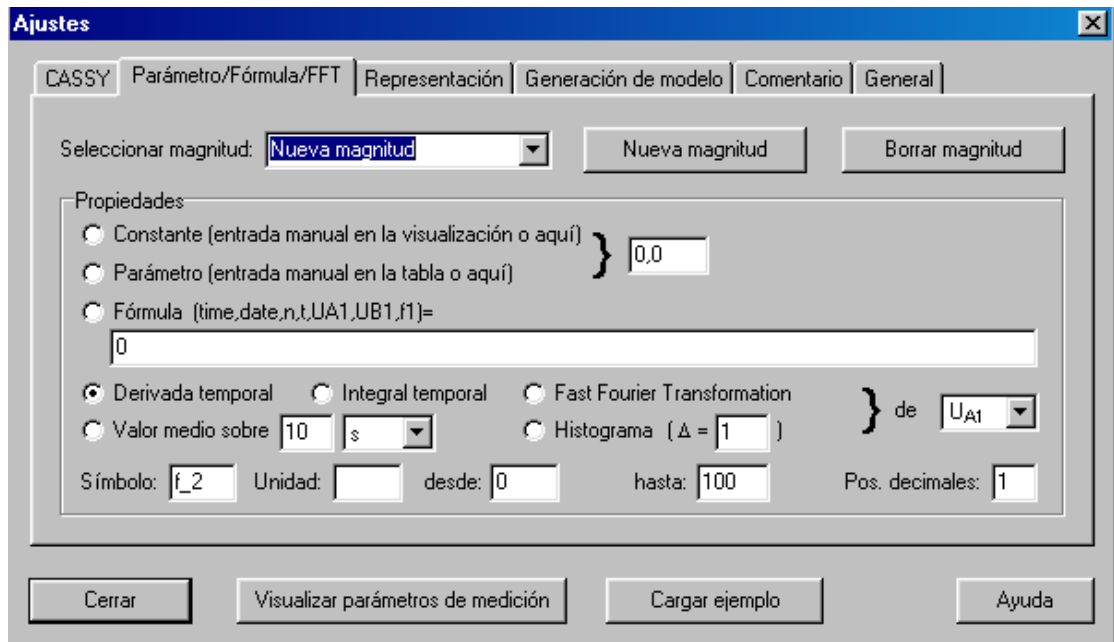 Ajustes
CASSY Parámetro/Fórmula/FFT Representación Generación de modelo Comentario General
Seleccionar magnitud: Nueva magnitud Nueva magnitud Borrar magnitud
Propiedades
Constante (entrada manual en la visualización o aquí)
} 0,0
Parámetro (entrada manual en la tabla o aquí)
Fórmula (time,date,n,t,UA1,UB1,f1)=
0
Derivada temporal Integral temporal Fast Fourier Transformation
} de UA1
Valor medio sobre 10 s Histograma ( Δ = 1 )
Símbolo: f_2 Unidad: desde: 0 hasta: 100 Pos. decimales: 1
Cerrar Visualizar parámetros de medición Cargar ejemplo Ayuda